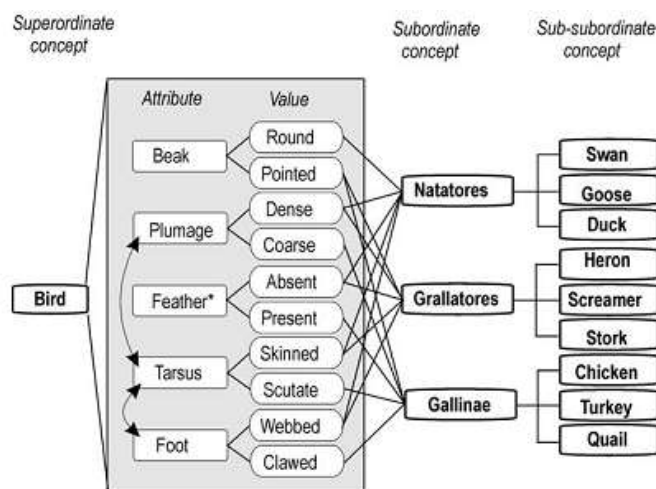 Superordinate
concept
Subordinate
concept
Sub-subordinate
concept
Attribute
Value
Bird
Beak
Round
Pointed
Plumage
Dense
Coarse
Feather*
Absent
Present
Tarsus
Skinned
Scutate
Foot
Webbed
Clawed
Natatores
Grallatores
Gallinae
Swan
Goose
Duck
Heron
Screamer
Stork
Chicken
Turkey
Quail